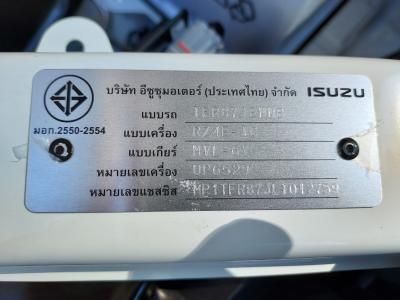 บริษัท อีซูซุมอเตอร์ (ประเทศไทย) จำกัด ISUZU
มอก.2550-2554
แบบรถ
แบบเครื่อง RZ4E-TC
แบบเกียร์
หมายเลขเครื่อง UP6529
หมายเลขแชสซิส